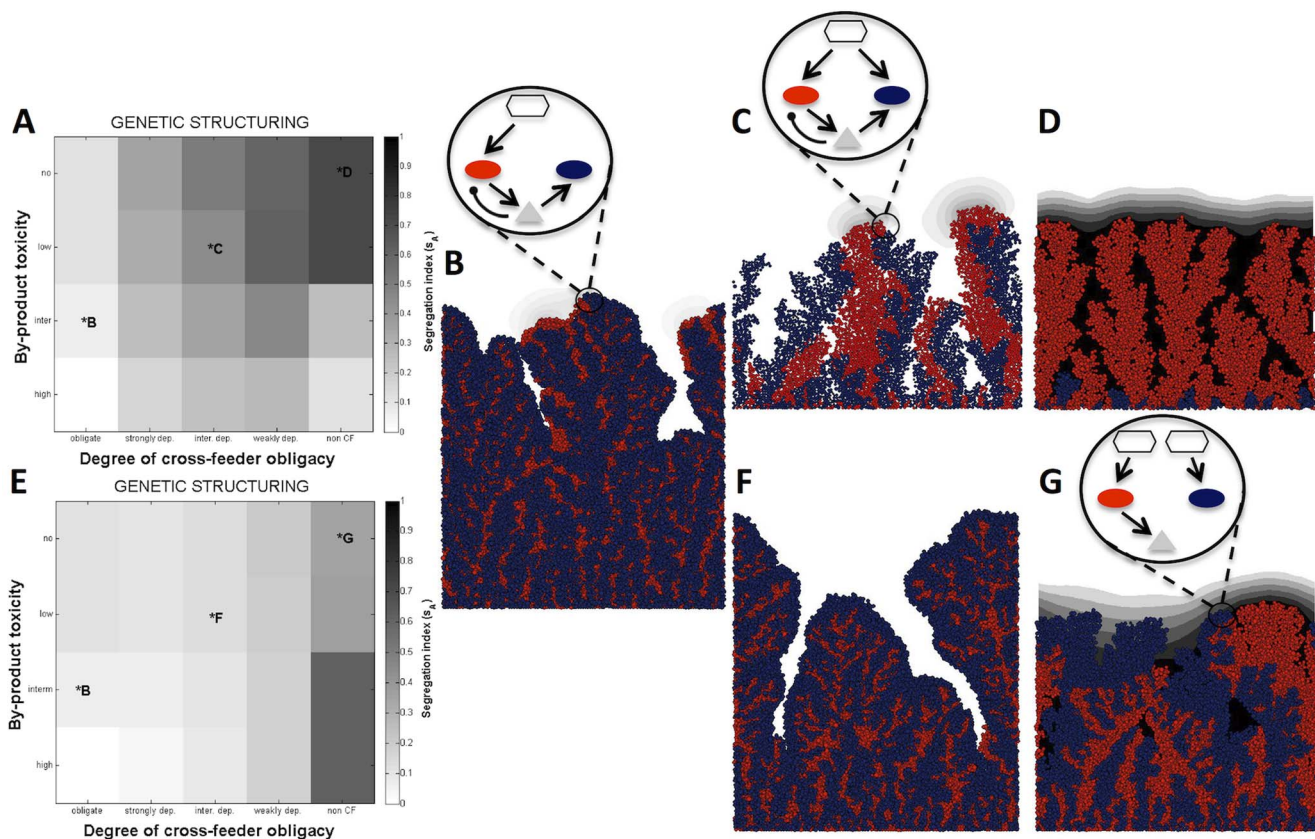 A
GENETIC STRUCTURING
By-product toxicity
no
low
inter
high
*D
*C
*B
obligate
strongly dep.
inter. dep.
weakly dep.
non CF
Degree of cross-feeder obligacy
1
0.9
0.8
0.7
0.6
0.5
0.4
0.3
0.2
0.1
0
Segregation index (sA)
B
C
D
E
GENETIC STRUCTURING
By-product toxicity
no
low
interm
high
*G
*F
*B
obligate
strongly dep.
inter. dep.
weakly dep.
non CF
Degree of cross-feeder obligacy
1
0.9
0.8
0.7
0.6
0.5
0.4
0.3
0.2
0.1
0
Segregation index (sA)
F
G